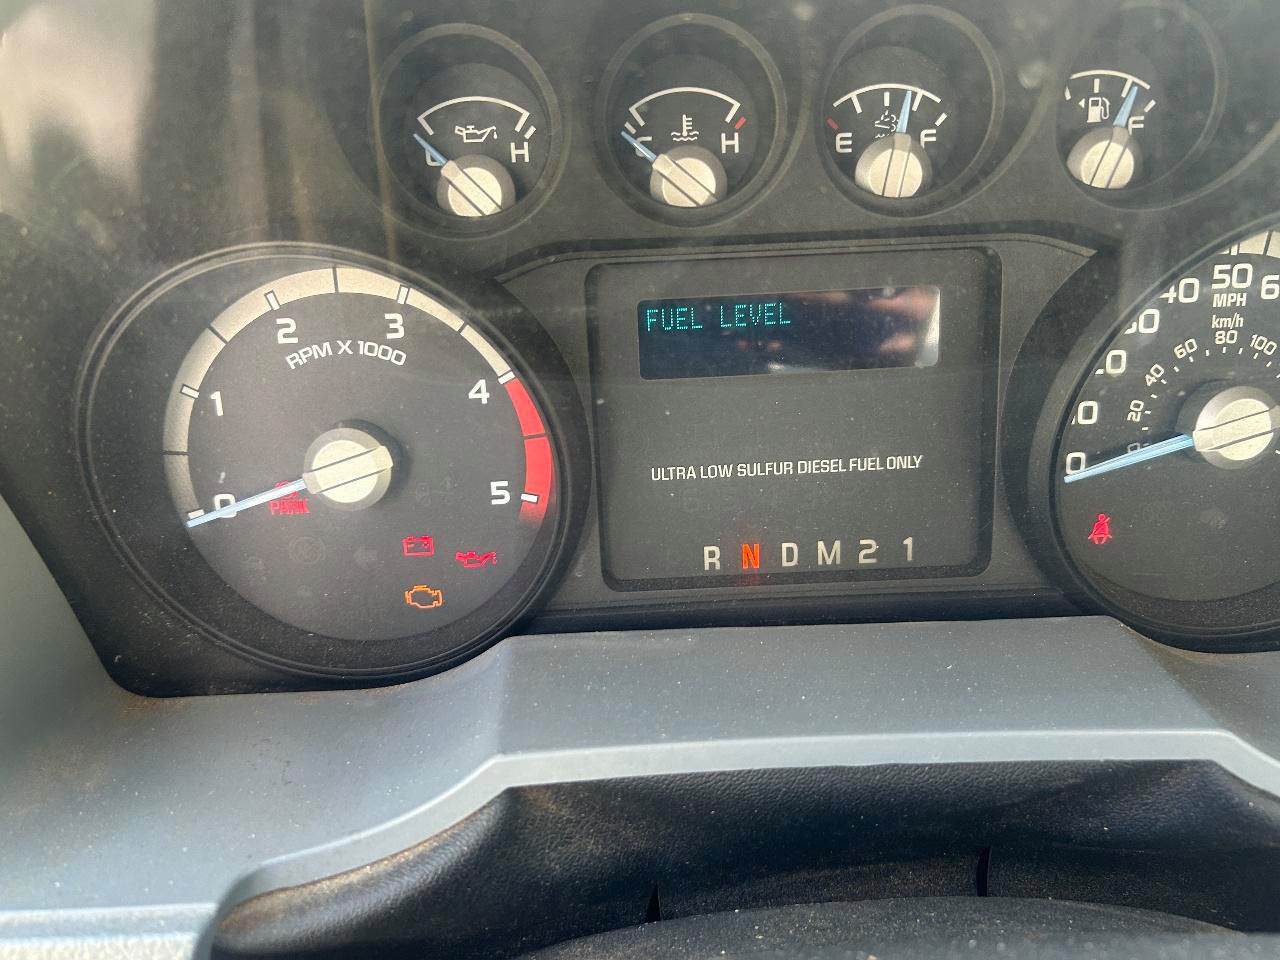 H
H
E
F
F
FUEL LEVEL
0
1
2
3
4
5
RPM X 1000
PARK
ULTRA LOW SULFUR DIESEL FUEL ONLY
R N D M 2 1
40
50
MPH
km/h
20
40
60
80
100
0